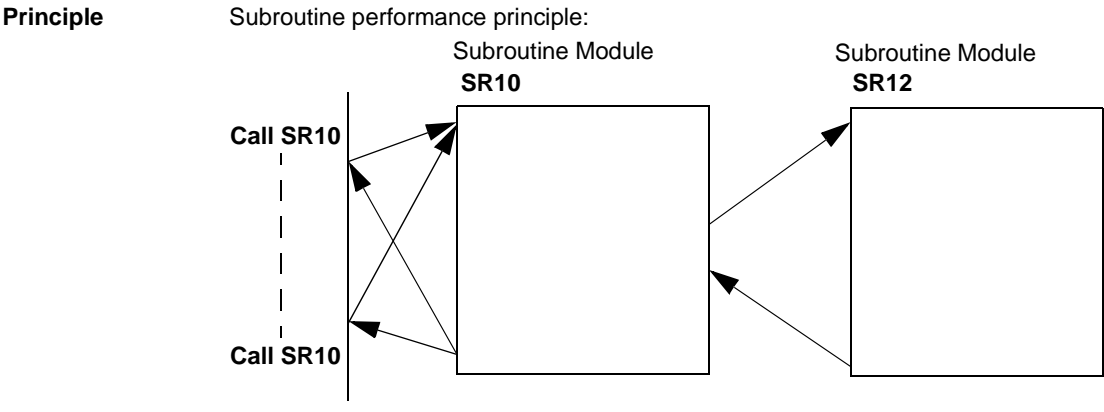 Principle Subroutine performance principle:
Subroutine Module
SR10
Subroutine Module
SR12
Call SR10
Call SR10